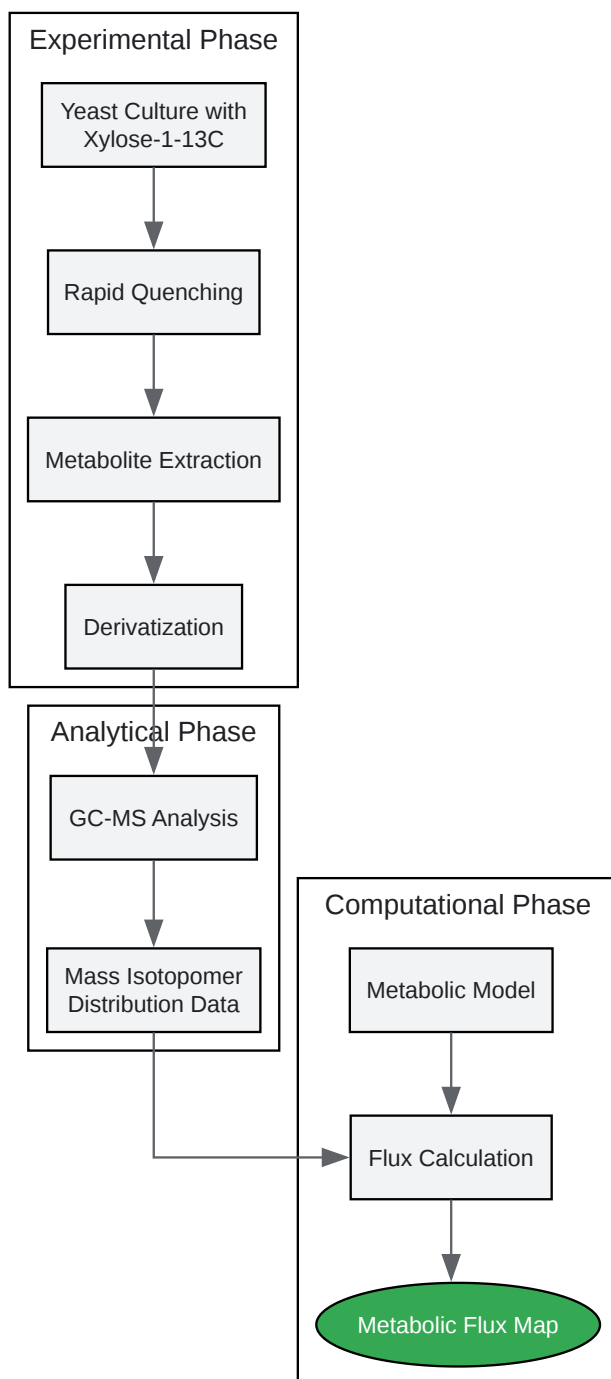 Experimental Phase
Yeast Culture with
Xylose-1-13C
Rapid Quenching
Metabolite Extraction
Derivatization
Analytical Phase
GC-MS Analysis
Mass Isotopomer
Distribution Data
Computational Phase
Metabolic Model
Flux Calculation
Metabolic Flux Map